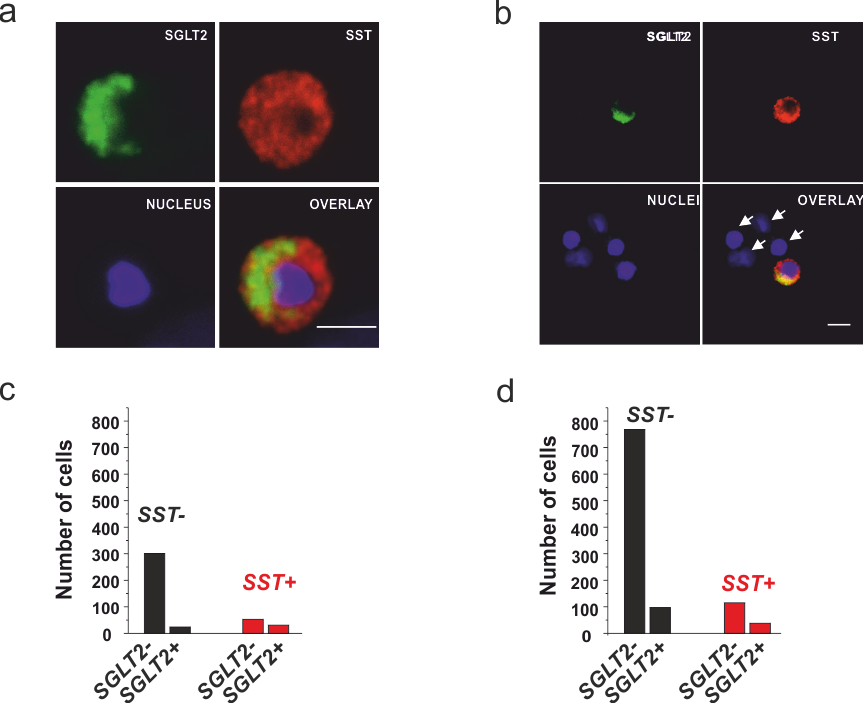 a
SGLT2
SST
NUCLEUS
OVERLAY
b
SGLT2
SST
NUCLEI
OVERLAY
c
Number of cells
800
700
600
500
400
300
200
100
0
SST-
SST+
SGLT2-
SGLT2+
SGLT2-
SGLT2+
d
Number of cells
800
700
600
500
400
300
200
100
0
SST-
SST+
SGLT2-
SGLT2+
SGLT2-
SGLT2+